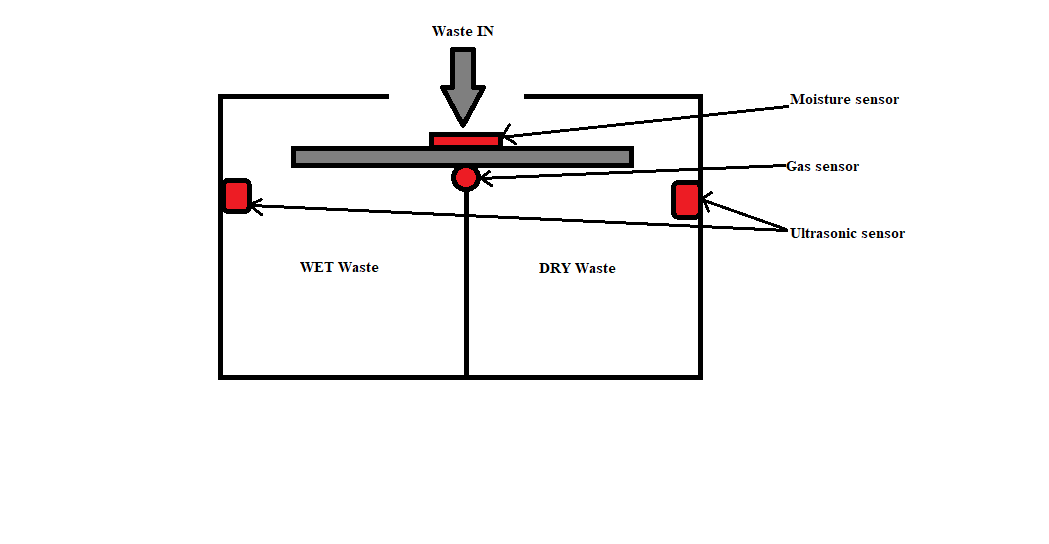 Waste IN
Moisture sensor
Gas sensor
Ultrasonic sensor
WET Waste
DRY Waste